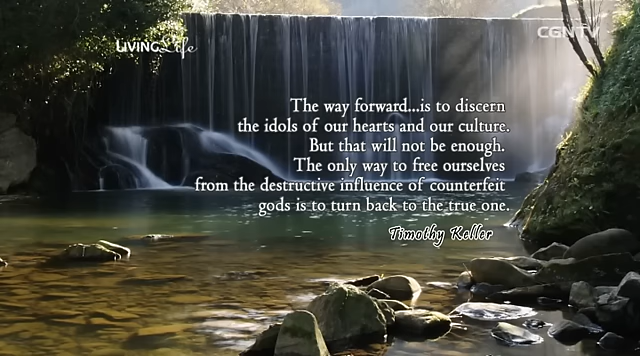 LIVING Life
CGNTV
The way forward...is to discern
the idols of our hearts and our culture.
But that will not be enough.
The only way to free ourselves
from the destructive influence of counterfeit
gods is to turn back to the true one.
Timothy Keller